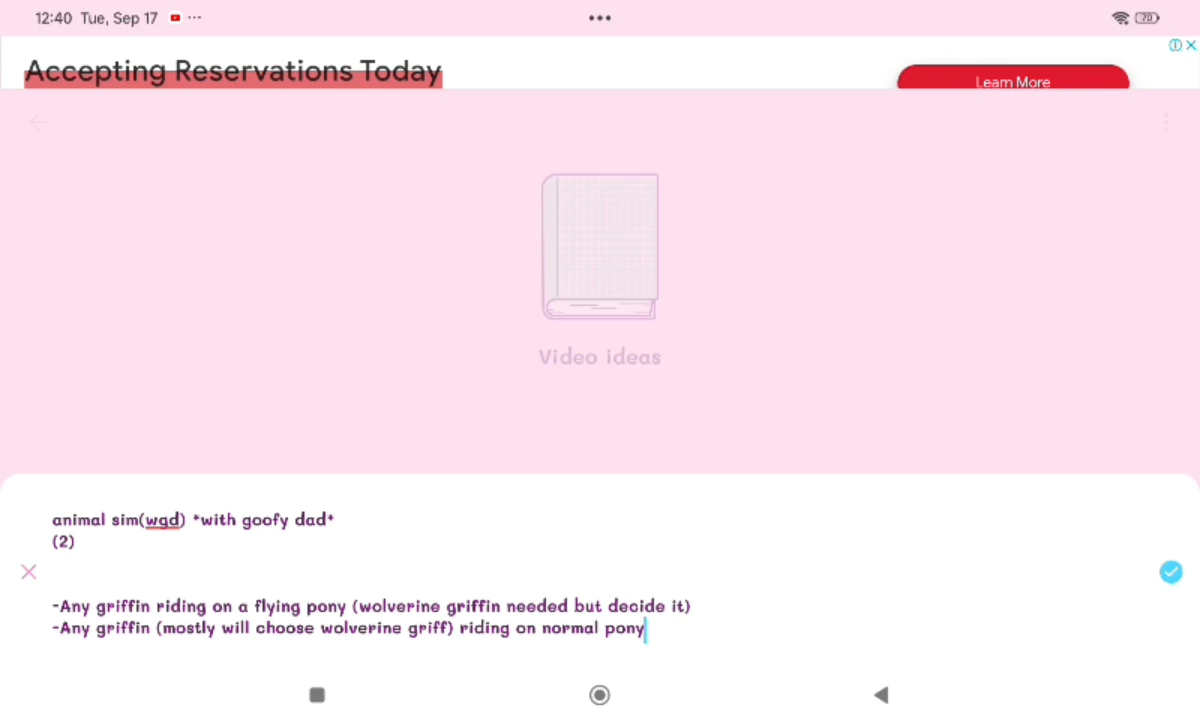 12:40 Tue, Sep 17
70
Accepting Reservations Today
Learn More
Video ideas
animal sim(wgd) *with goofy dad*
(2)
-Any griffin riding on a flying pony (wolverine griffin needed but decide it)
-Any griffin (mostly will choose wolverine griff) riding on normal pony